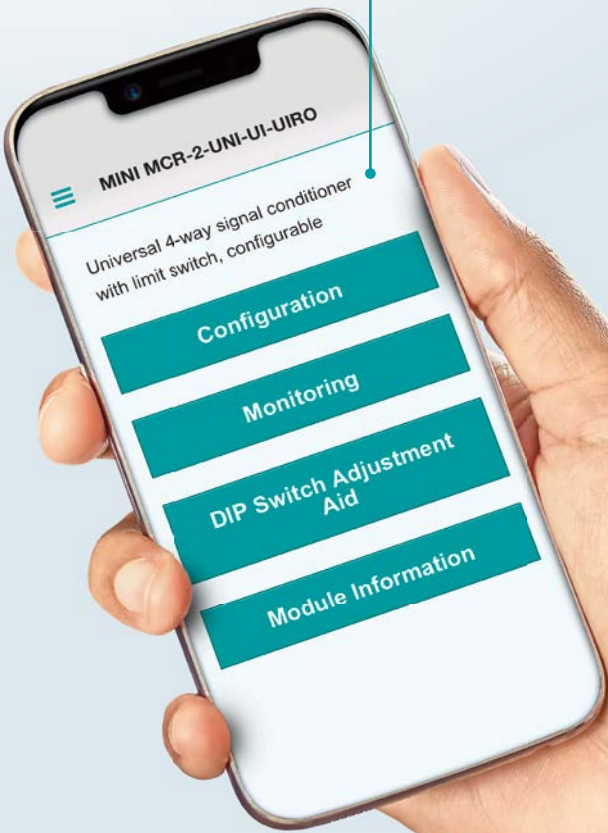 MINI MCR-2-UNI-UI-UIRO
Universal 4-way signal conditioner
with limit switch, configurable
Configuration
Monitoring
DIP Switch Adjustment
Aid
Module Information